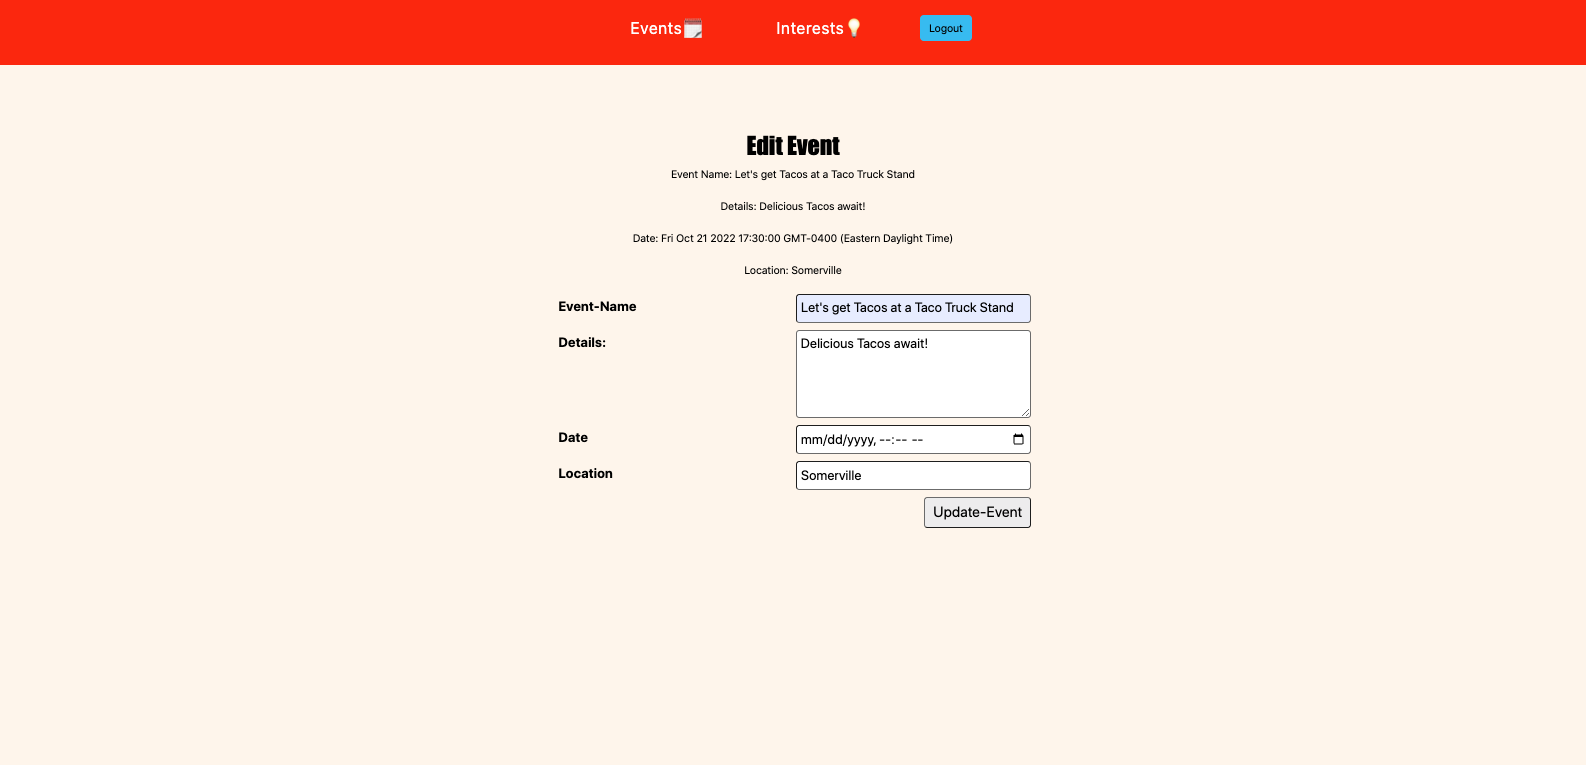 Events Interests Logout
Edit Event
Event Name: Let's get Tacos at a Taco Truck Stand
Details: Delicious Tacos await!
Date: Fri Oct 21 2022 17:30:00 GMT-0400 (Eastern Daylight Time)
Location: Somerville
Event-Name Let's get Tacos at a Taco Truck Stand
Details: Delicious Tacos await!
Date mm/dd/yyyy, --:-- --
Location Somerville
Update-Event